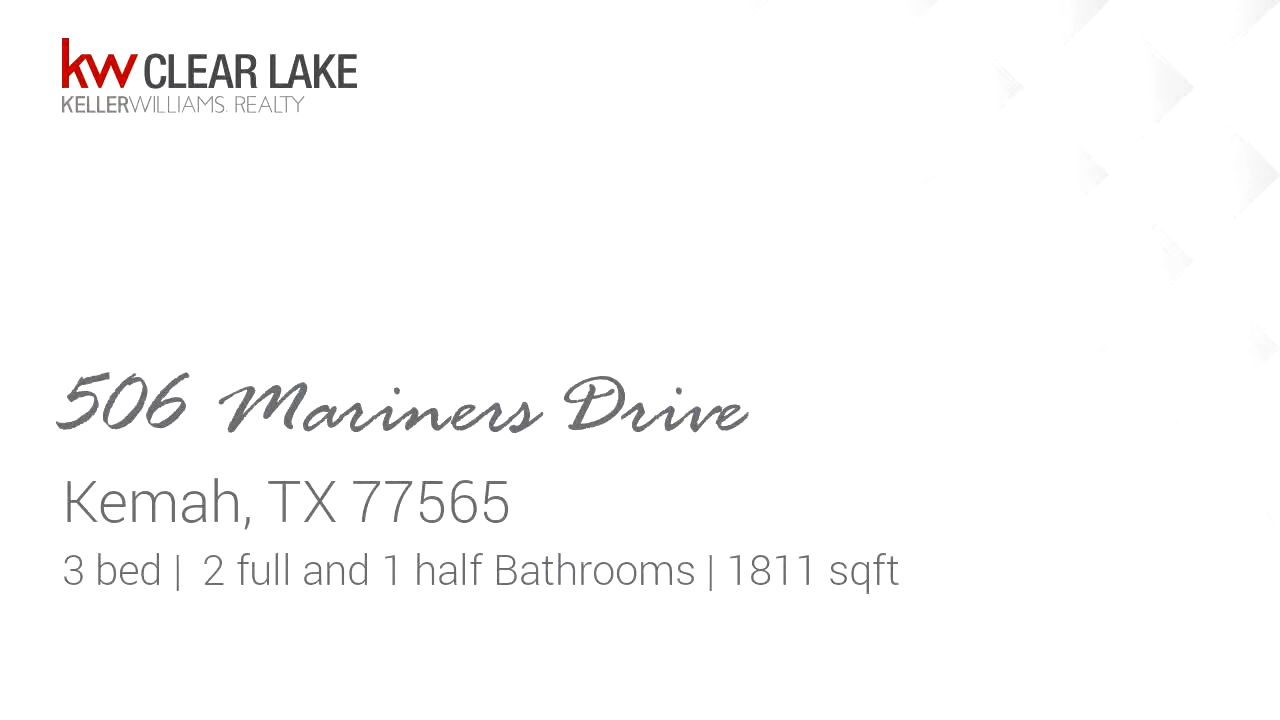 kw CLEAR LAKE
KELLERWILLIAMS. REALTY
506 Mariners Drive
Kemah, TX 77565
3 bed | 2 full and 1 half Bathrooms | 1811 sqft